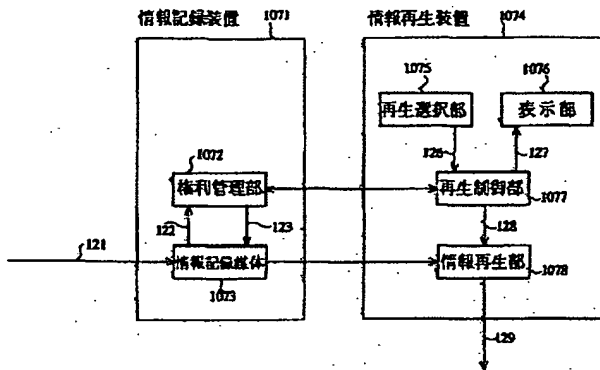 情報記録装置 1071
情報再生装置 1074
1075
1076
再生選択部
表示部
126
127
1072
権利管理部
再生制御部
1077
122
123
128
121
情報記録媒体
情報再生部
1073
1078
129